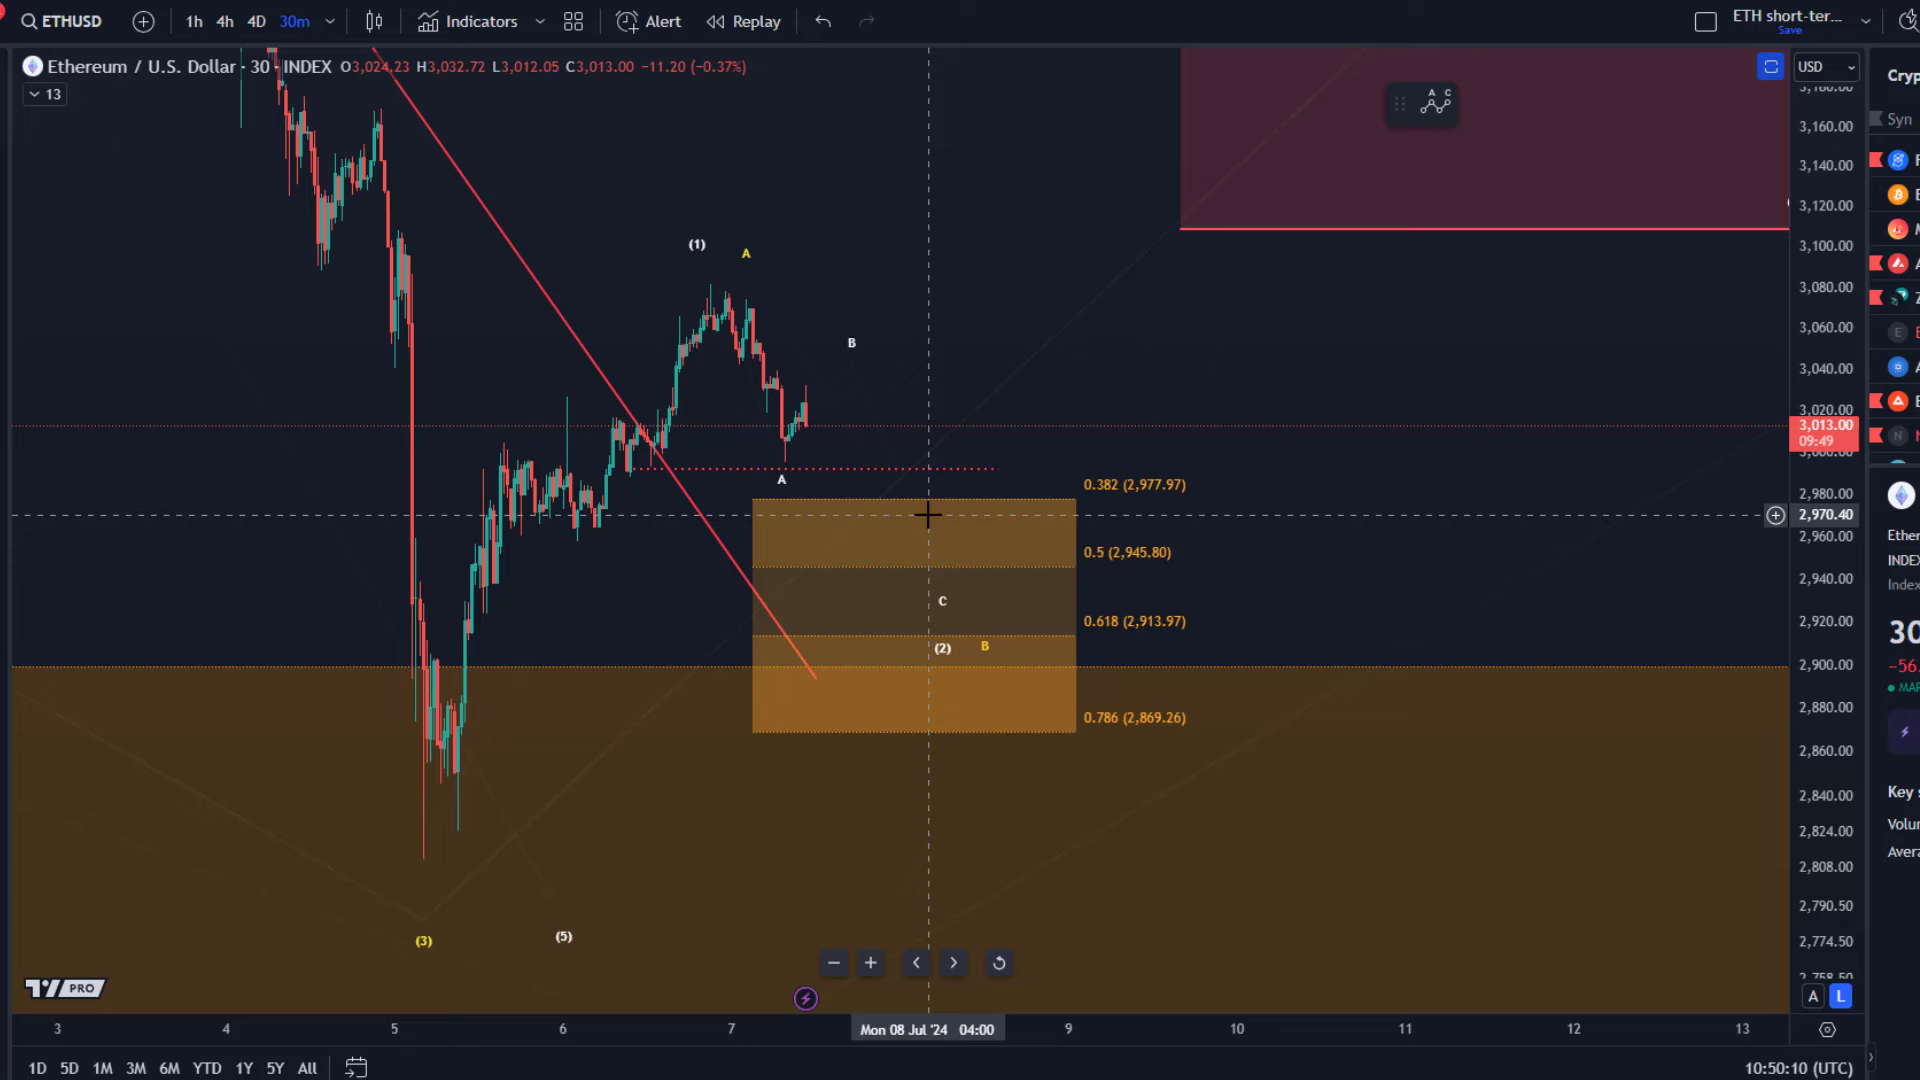 ETHUSD 1h 4h 4D 30m Indicators Alert Replay ETH short-ter...
Save
Ethereum / U.S. Dollar · 30 · INDEX O3,024.23 H3,032.72 L3,012.05 C3,013.00 −11.20 (−0.37%)
13
USD
A C
3,160.00
3,140.00
3,120.00
3,100.00
3,080.00
3,060.00
3,040.00
3,020.00
3,013.00
09:49
2,980.00
2,970.40
2,960.00
2,940.00
2,920.00
2,900.00
2,880.00
2,860.00
2,840.00
2,824.00
2,808.00
2,790.50
2,774.50
2,758.50
(1)
A
B
A
0.382 (2,977.97)
0.5 (2,945.80)
C
0.618 (2,913.97)
(2) B
0.786 (2,869.26)
(3)
(5)
PRO
A L
3 4 5 6 7 Mon 08 Jul '24 04:00 9 10 11 12 13
1D 5D 1M 3M 6M YTD 1Y 5Y All 10:50:10 (UTC)
Cryp
Syn
Ether
INDEX
Index
30
−56.
MAR
Key s
Volum
Avera